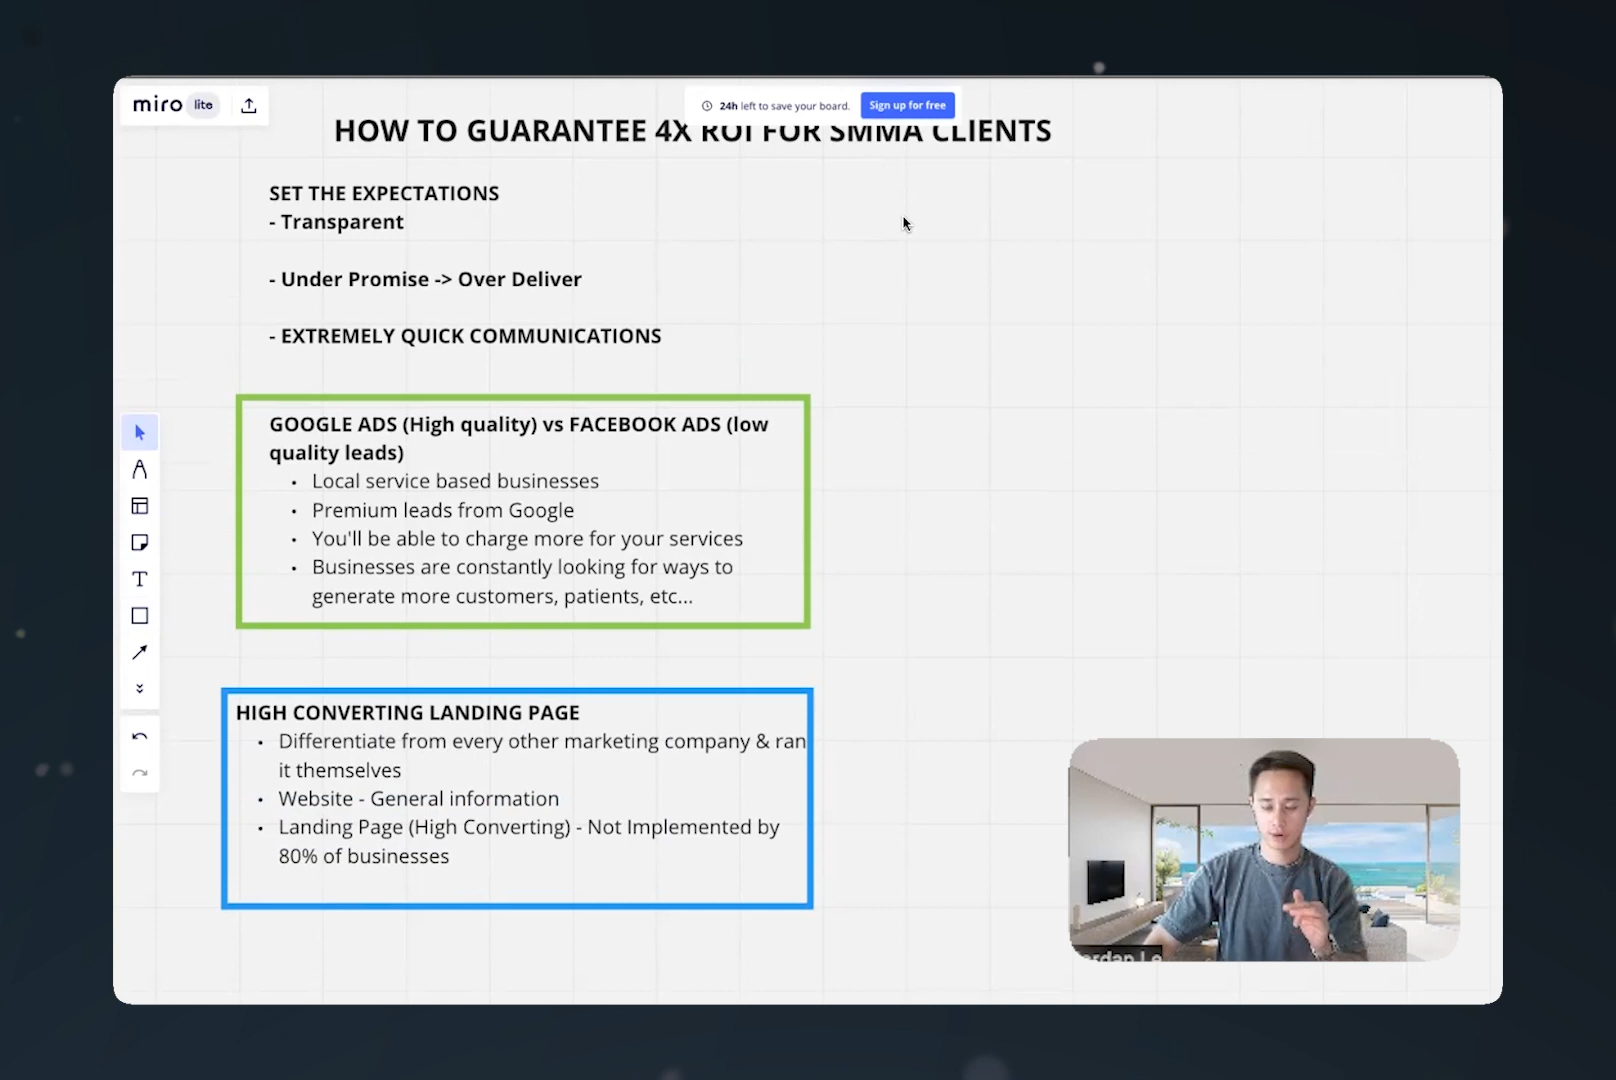 miro lite
24h left to save your board. Sign up for free
HOW TO GUARANTEE 4X ROI FOR SMMA CLIENTS
SET THE EXPECTATIONS
- Transparent
- Under Promise -> Over Deliver
- EXTREMELY QUICK COMMUNICATIONS
GOOGLE ADS (High quality) vs FACEBOOK ADS (low
quality leads)
• Local service based businesses
• Premium leads from Google
• You'll be able to charge more for your services
• Businesses are constantly looking for ways to
generate more customers, patients, etc...
HIGH CONVERTING LANDING PAGE
• Differentiate from every other marketing company & ran
it themselves
• Website - General information
• Landing Page (High Converting) - Not Implemented by
80% of businesses